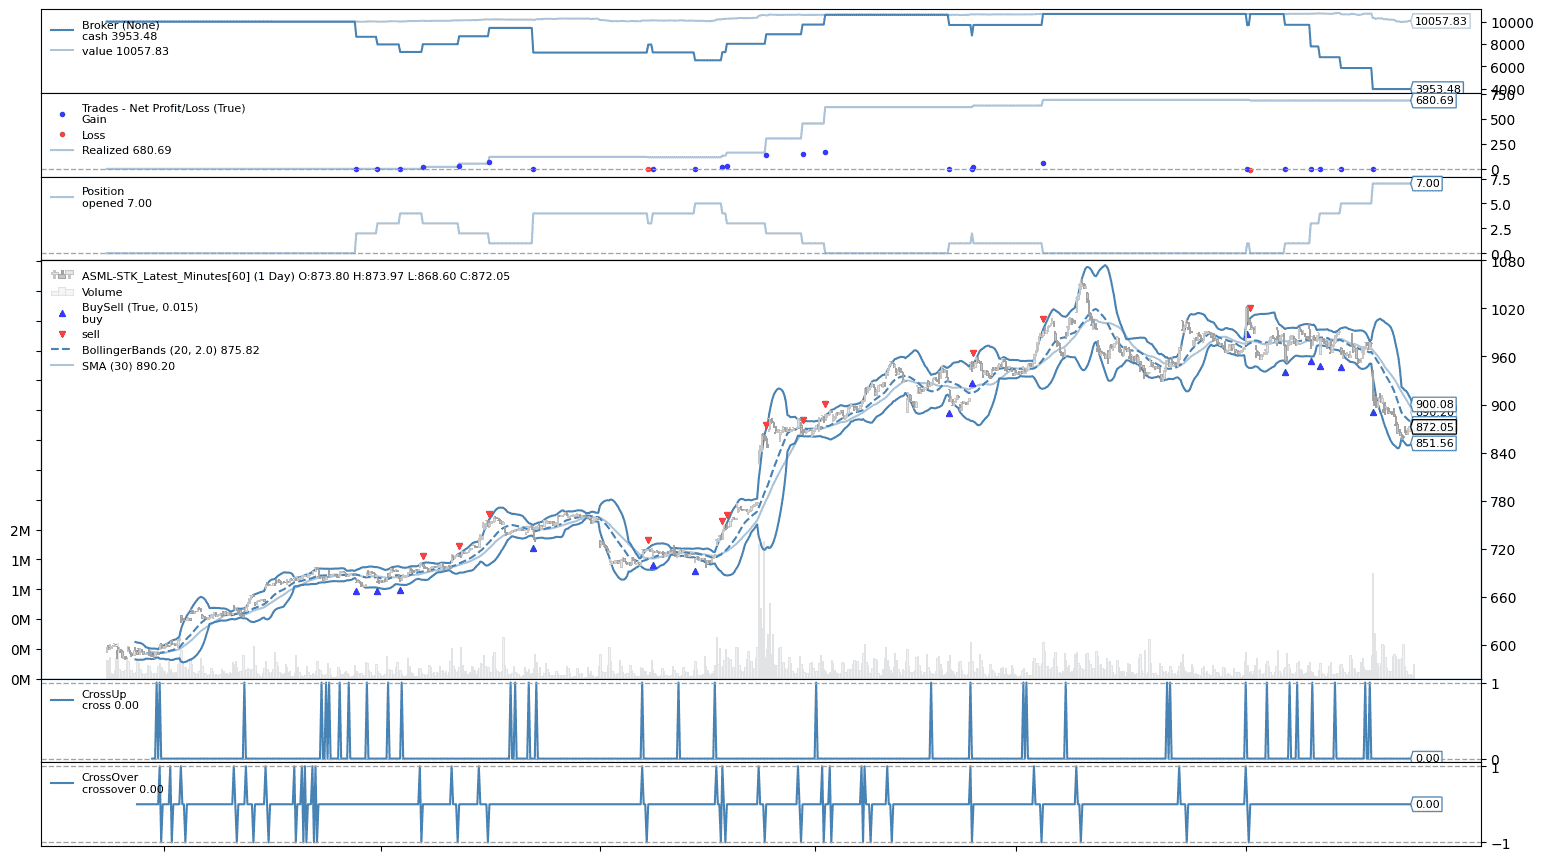 Broker (None)
cash 3953.48
value 10057.83
10057.83
10000
8000
6000
4000
3953.48
Trades - Net Profit/Loss (True)
Gain
Loss
Realized 680.69
750
680.69
500
250
0
Position
opened 7.00
7.5
7.00
5.0
2.5
0.0
ASML-STK_Latest_Minutes[60] (1 Day) O:873.80 H:873.97 L:868.60 C:872.05
Volume
BuySell (True, 0.015)
buy
sell
BollingerBands (20, 2.0) 875.82
SMA (30) 890.20
1080
1020
960
900
840
780
720
660
600
900.08
890.20
872.05
851.56
2M
1M
1M
0M
0M
0M
CrossUp
cross 0.00
1
0
0.00
CrossOver
crossover 0.00
1
0.00
−1